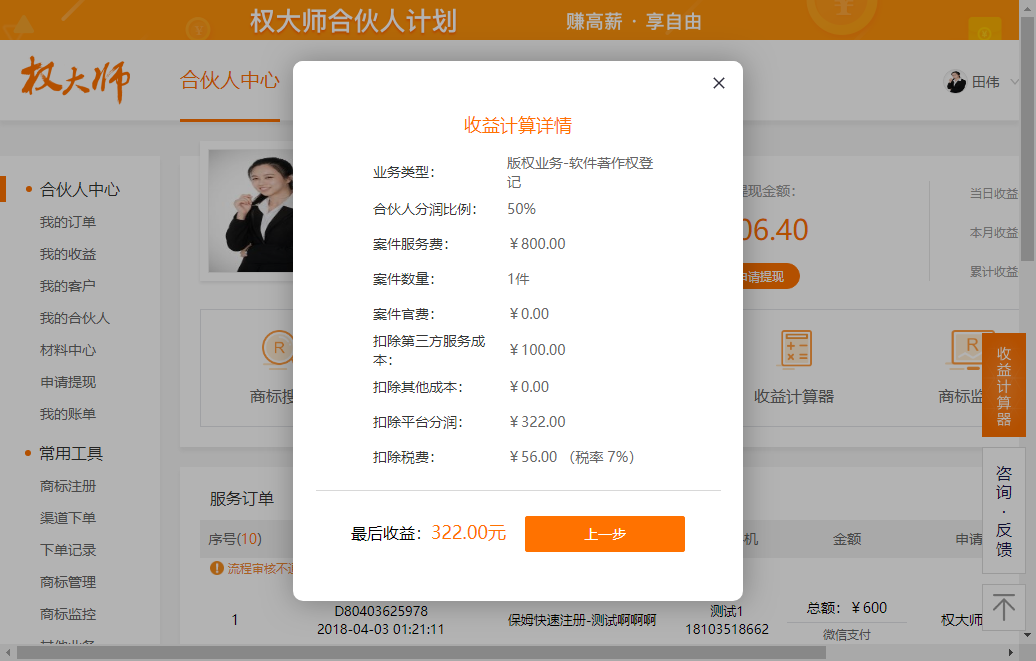 权大师合伙人计划
赚高薪 · 享自由
权大师
合伙人中心
田伟
收益计算详情
业务类型：
版权业务-软件著作权登
记
合伙人分润比例：
50%
案件服务费：
￥800.00
案件数量：
1件
案件官费：
￥0.00
扣除第三方服务成
本：
￥100.00
扣除其他成本：
￥0.00
扣除平台分润：
￥322.00
扣除税费：
￥56.00 （税率 7%）
最后收益：
322.00元
上一步
合伙人中心
我的订单
我的收益
我的客户
我的合伙人
材料中心
申请提现
我的账单
常用工具
商标注册
渠道下单
下单记录
商标管理
商标监控
其他业务
现金额：
06.40
请提现
当日收益
本月收益
累计收益
R
商标搜
收益计算器
R
商标监
收益计算器
咨询·反馈
服务订单
序号(10)
机
金额
申请
流程审核不
1
D80403625978
2018-04-03 01:21:11
保姆快速注册-测试啊啊啊
测试1
18103518662
总额：￥600
微信支付
权大师